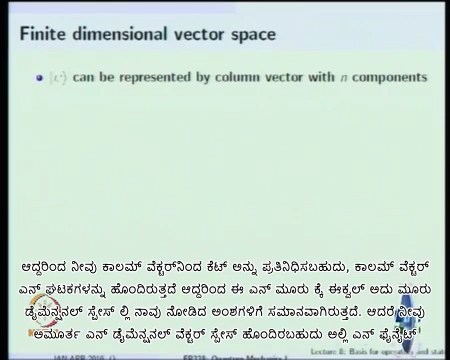 Finite dimensional vector space
can be represented by column vector with n components
ಆದ್ದರಿಂದ ನೀವು ಕಾಲಮ್ ವೆಕ್ಟರ್‌ನಿಂದ ಕೆಟ್ ಅನ್ನು ಪ್ರತಿನಿಧಿಸಬಹುದು, ಕಾಲಮ್ ವೆಕ್ಟರ್
ಎನ್ ಘಟಕಗಳನ್ನು ಹೊಂದಿರುತ್ತದೆ ಆದ್ದರಿಂದ ಈ ಎನ್ ಮೂರು ಕ್ಕೆ ಈಕ್ವಲ್ ಅದು ಮೂರು
ಡೈಮೆನ್ಷನಲ್ ಸ್ಪೇಸ್ ಲ್ಲಿ ನಾವು ನೋಡಿದ ಅಂಶಗಳಿಗೆ ಸಮಾನವಾಗಿರುತ್ತದೆ. ಆದರೆ ನೀವು
ಅಮೂರ್ತ ಎನ್ ಡೈಮೆನ್ಷನಲ್ ವೆಕ್ಟರ್ ಸ್ಪೇಸ್ ಹೊಂದಿರಬಹುದು ಅಲ್ಲಿ ಎನ್ ಫೈನೈಟ್
Lecture 8: Basis for operators and stat